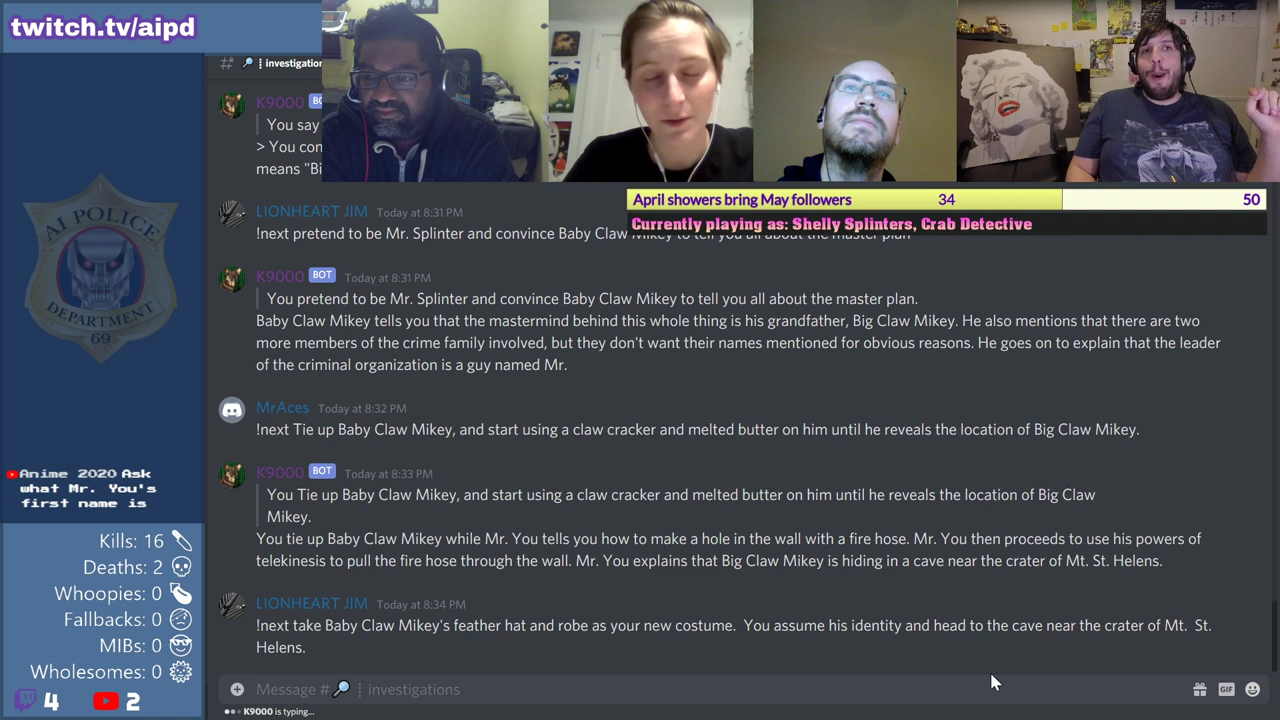 twitch.tv/aipd
# 🔎 ┊investigation
K9000 BO
You say
> You con
means "Bi
LIONHEART JIM Today at 8:31 PM
!next pretend to be Mr. Splinter and convince Baby Claw Mikey to tell you all about the master plan
April showers bring May followers 34 50
Currently playing as: Shelly Splinters, Crab Detective
K9000 BOT Today at 8:31 PM
You pretend to be Mr. Splinter and convince Baby Claw Mikey to tell you all about the master plan.
Baby Claw Mikey tells you that the mastermind behind this whole thing is his grandfather, Big Claw Mikey. He also mentions that there are two
more members of the crime family involved, but they don't want their names mentioned for obvious reasons. He goes on to explain that the leader
of the criminal organization is a guy named Mr.
MrAces Today at 8:32 PM
!next Tie up Baby Claw Mikey, and start using a claw cracker and melted butter on him until he reveals the location of Big Claw Mikey.
K9000 BOT Today at 8:33 PM
You Tie up Baby Claw Mikey, and start using a claw cracker and melted butter on him until he reveals the location of Big Claw
Mikey.
You tie up Baby Claw Mikey while Mr. You tells you how to make a hole in the wall with a fire hose. Mr. You then proceeds to use his powers of
telekinesis to pull the fire hose through the wall. Mr. You explains that Big Claw Mikey is hiding in a cave near the crater of Mt. St. Helens.
LIONHEART JIM Today at 8:34 PM
!next take Baby Claw Mikey's feather hat and robe as your new costume. You assume his identity and head to the cave near the crater of Mt. St.
Helens.
Message #🔎┊investigations
GIF
K9000 is typing...
AI POLICE
DEPARTMENT
69
Anime 2020 Ask
what Mr. You's
first name is
Kills: 16
Deaths: 2
Whoopies: 0
Fallbacks: 0
MIBs: 0
Wholesomes: 0
4 2